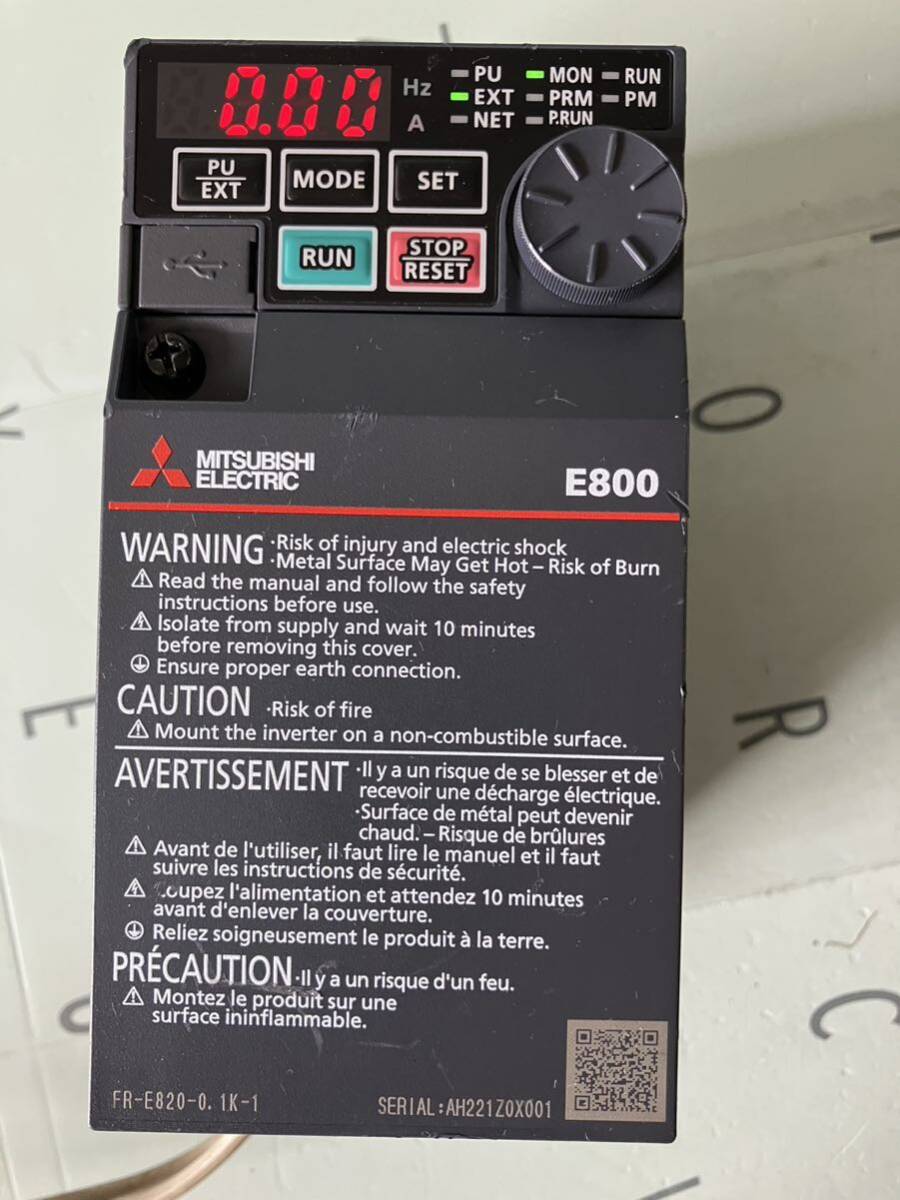 0.00
Hz
A
PU MON RUN
EXT PRM PM
NET P.RUN
PU
EXT
MODE
SET
RUN
STOP
RESET
MITSUBISHI
ELECTRIC
E800
WARNING ·Risk of injury and electric shock
·Metal Surface May Get Hot – Risk of Burn
Read the manual and follow the safety
instructions before use.
Isolate from supply and wait 10 minutes
before removing this cover.
Ensure proper earth connection.
CAUTION ·Risk of fire
Mount the inverter on a non-combustible surface.
AVERTISSEMENT ·Il y a un risque de se blesser et de
recevoir une décharge électrique.
·Surface de métal peut devenir
chaud. – Risque de brûlures
Avant de l'utiliser, il faut lire le manuel et il faut
suivre les instructions de sécurité.
Coupez l'alimentation et attendez 10 minutes
avant d'enlever la couverture.
Reliez soigneusement le produit à la terre.
PRÉCAUTION ·Il y a un risque d'un feu.
Montez le produit sur une
surface ininflammable.
FR-E820-0.1K-1
SERIAL:AH221Z0X001
O
E
R
C